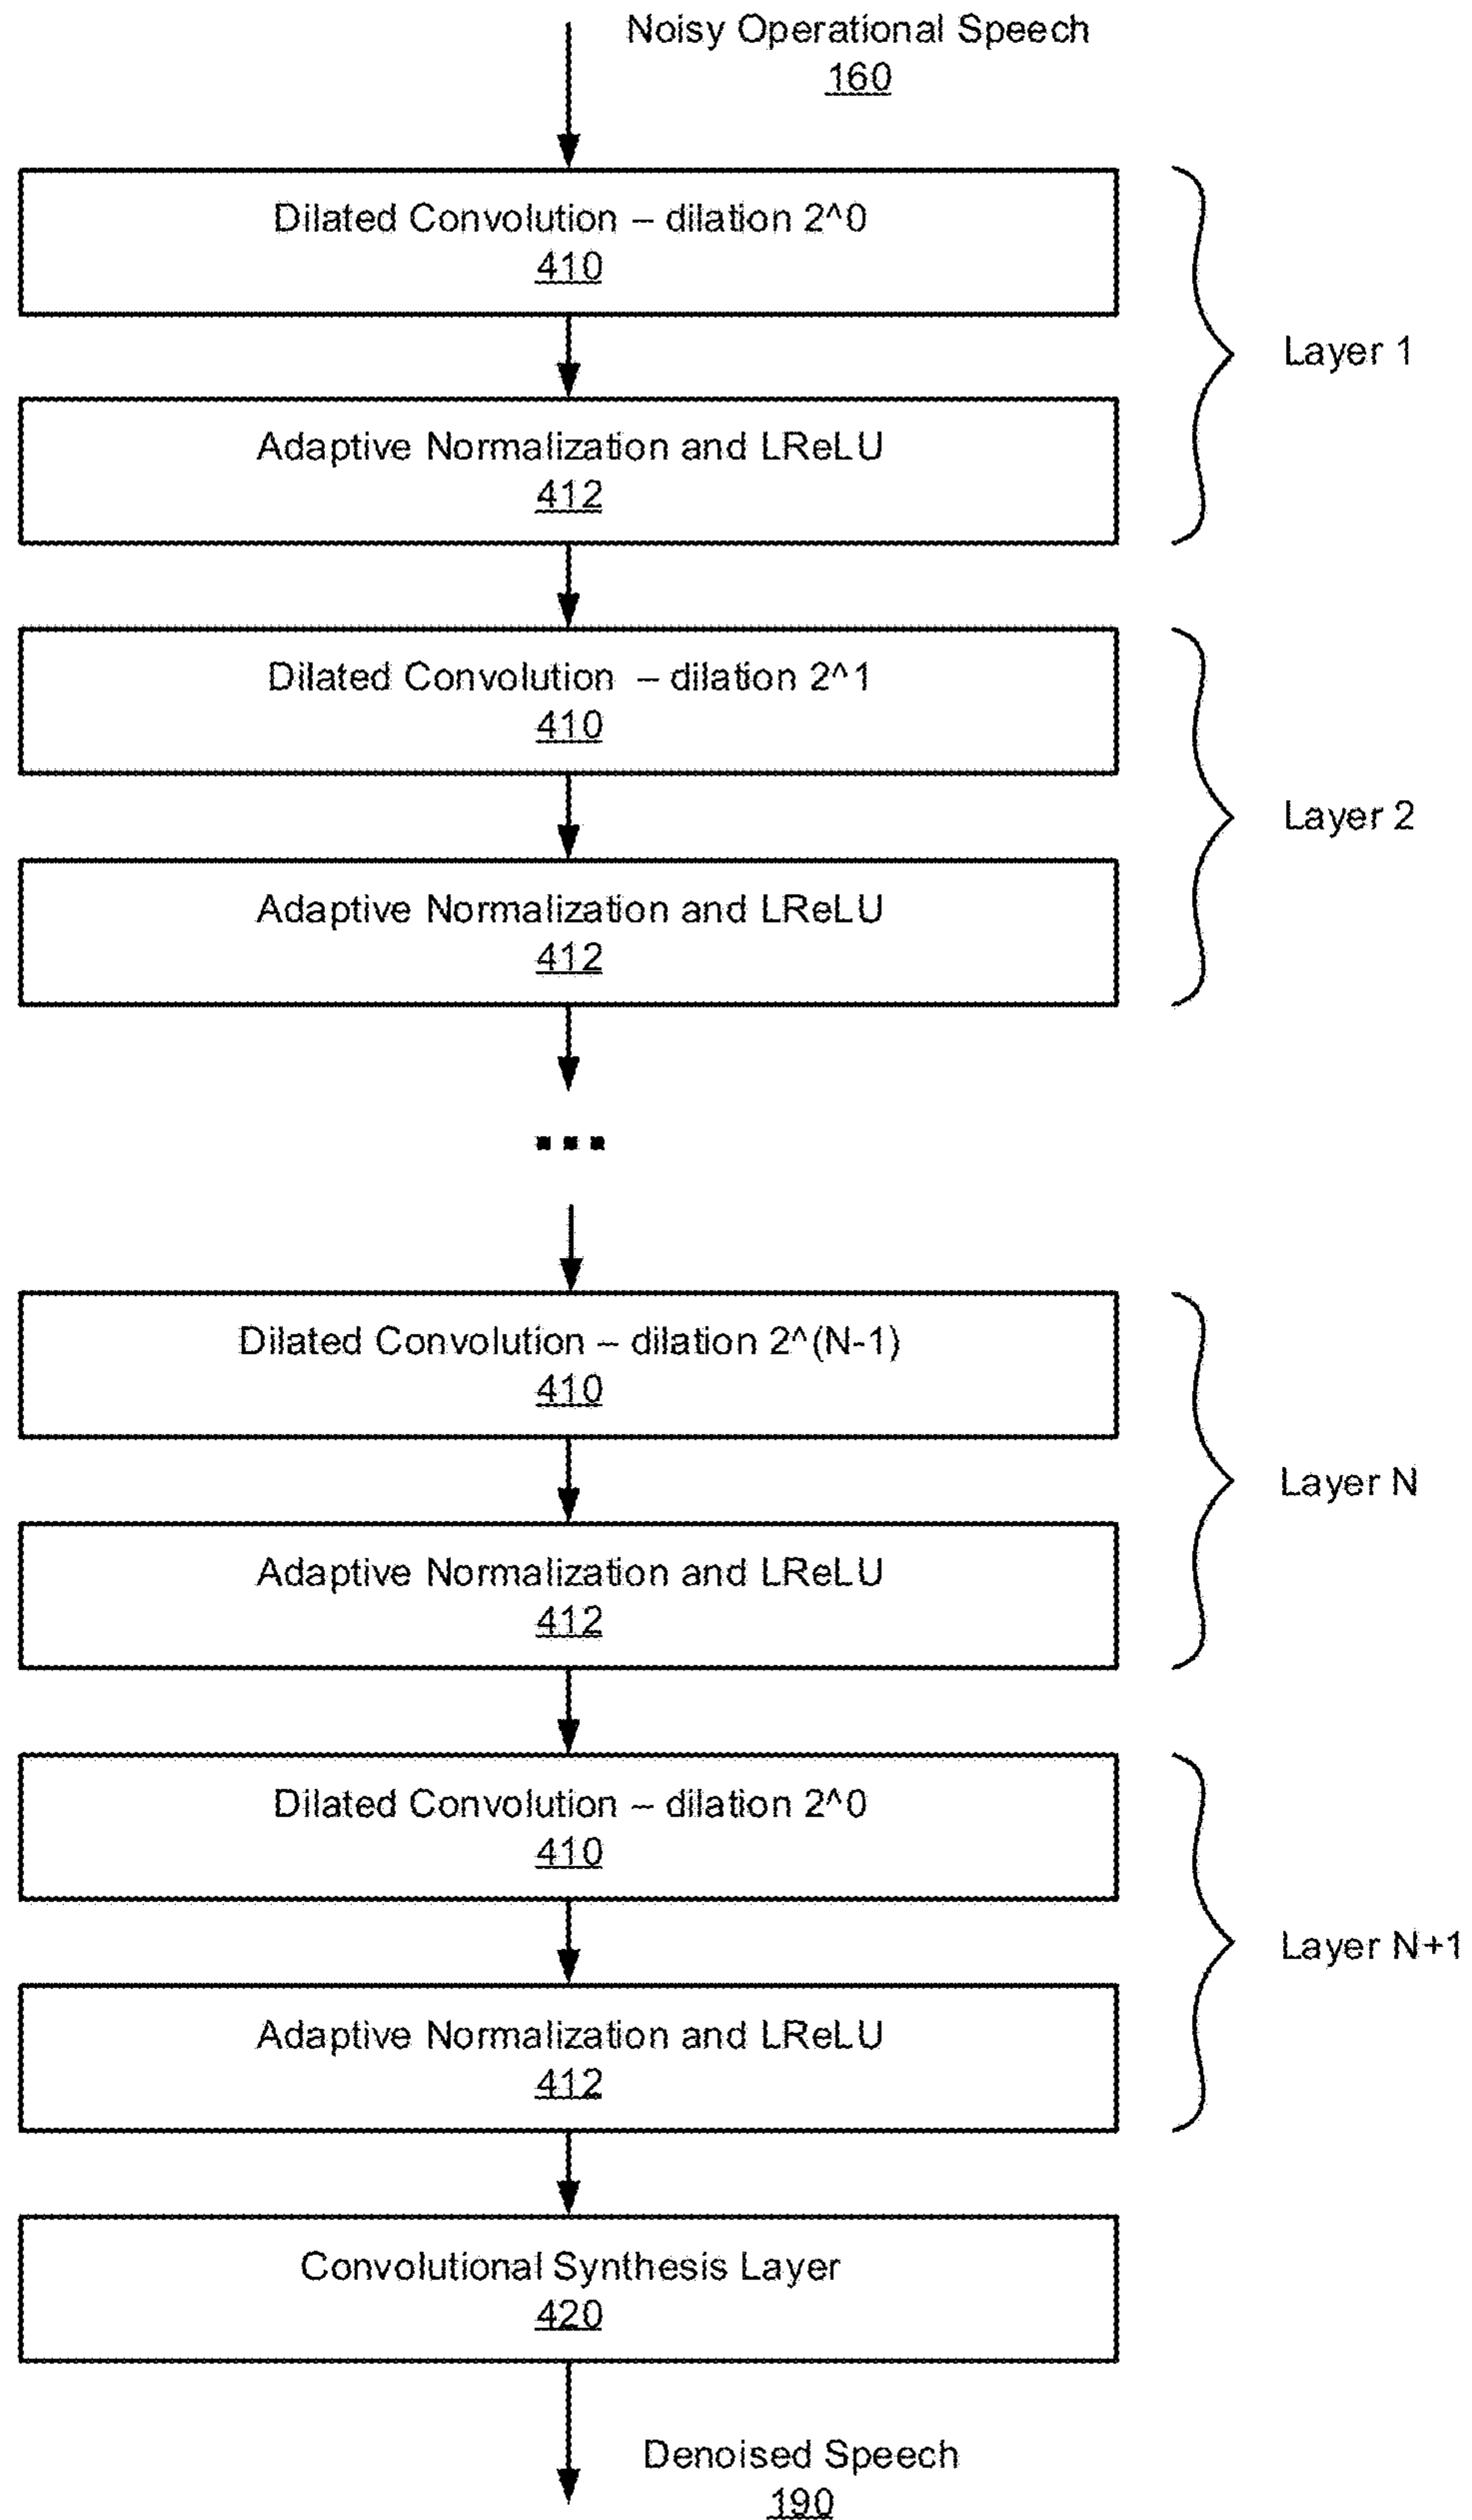 Noisy Operational Speech
160
Dilated Convolution – dilation 2^0
410
Layer 1
Adaptive Normalization and LReLU
412
Dilated Convolution – dilation 2^1
410
Layer 2
Adaptive Normalization and LReLU
412
...
Dilated Convolution – dilation 2^(N-1)
410
Layer N
Adaptive Normalization and LReLU
412
Dilated Convolution – dilation 2^0
410
Layer N+1
Adaptive Normalization and LReLU
412
Convolutional Synthesis Layer
420
Denoised Speech
190